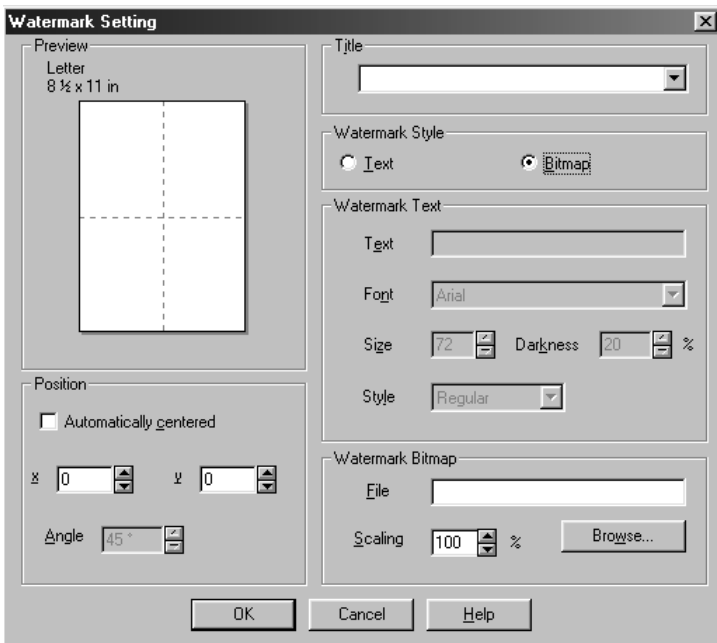 Watermark Setting
Preview
Letter
8 ½ x 11 in
Title
Watermark Style
Text
Bitmap
Watermark Text
Text
Font Arial
Size 72 Darkness 20 %
Style Regular
Position
Automatically centered
x 0 y 0
Angle 45 °
Watermark Bitmap
File
Scaling 100 % Browse...
OK Cancel Help